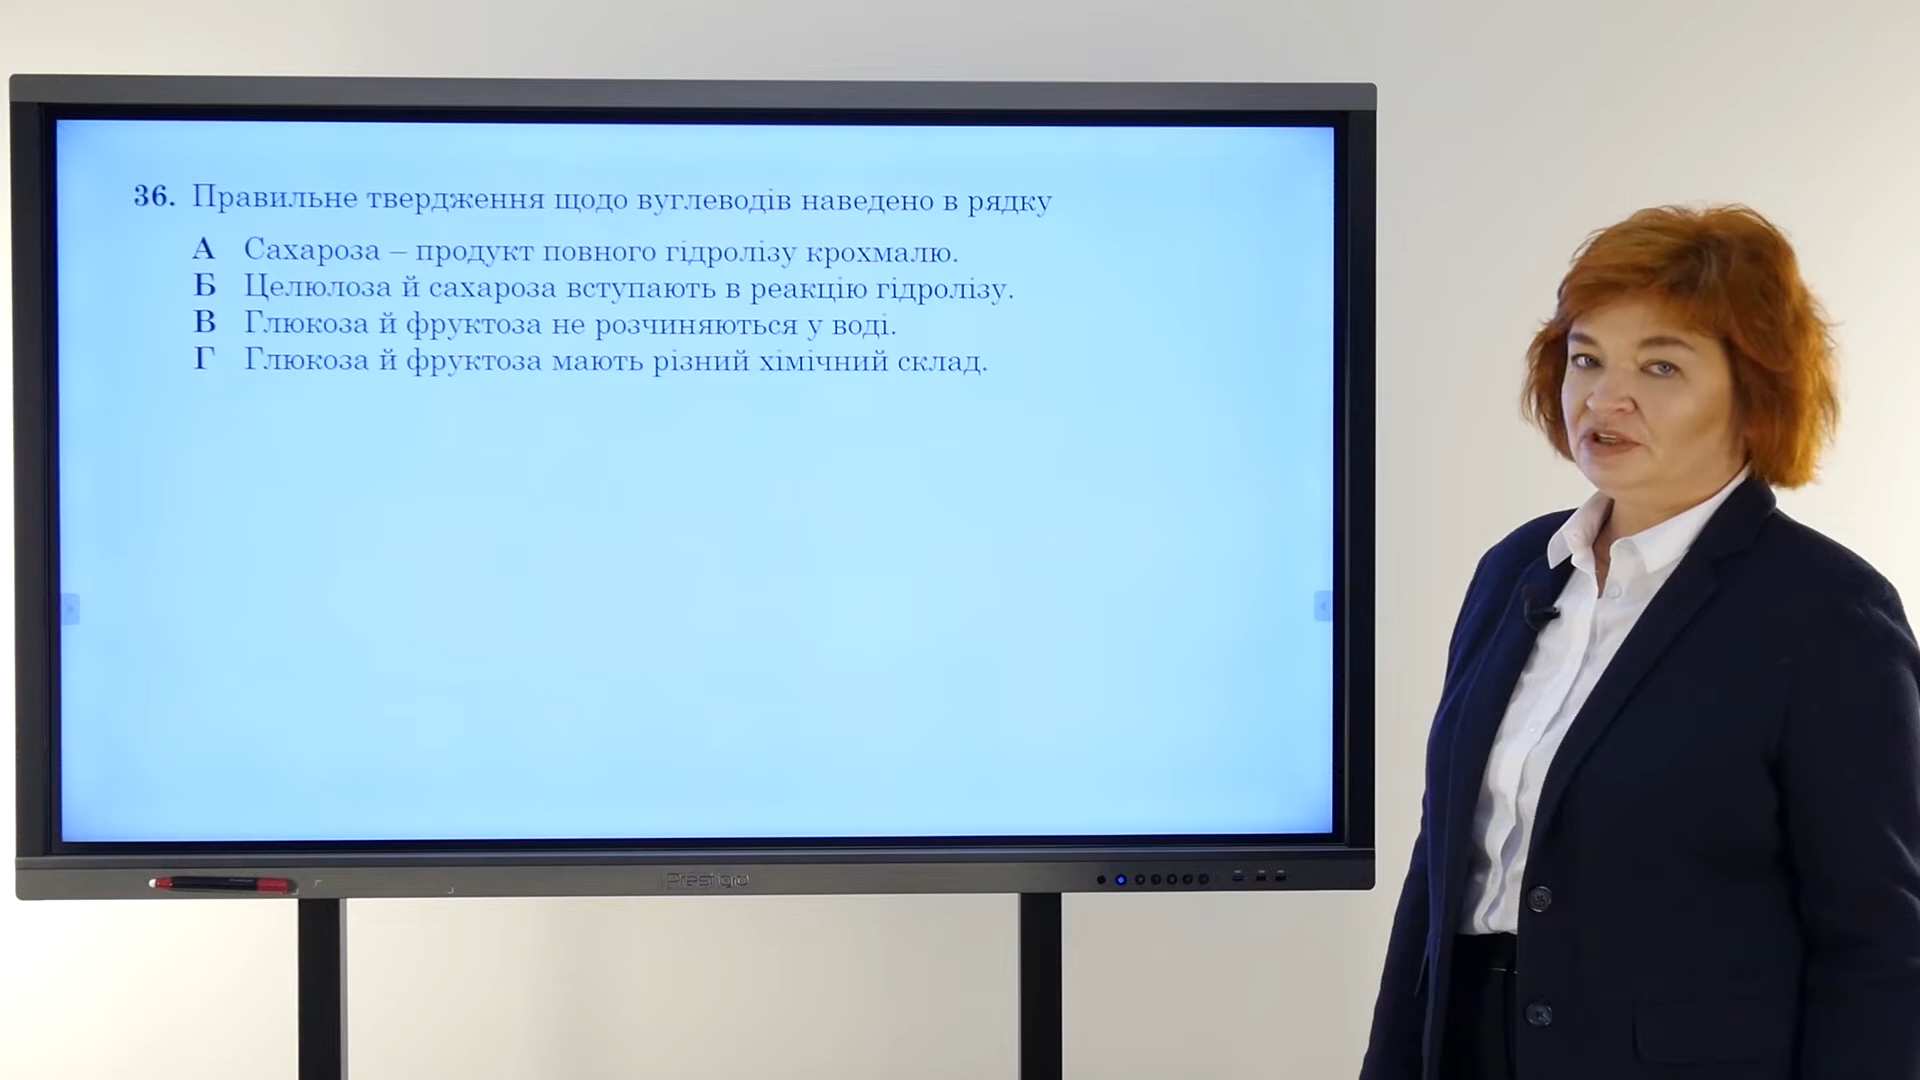 36. Правильне твердження щодо вуглеводів наведено в рядку
А Сахароза – продукт повного гідролізу крохмалю.
Б Целюлоза й сахароза вступають в реакцію гідролізу.
В Глюкоза й фруктоза не розчиняються у воді.
Г Глюкоза й фруктоза мають різний хімічний склад.
Prestigio